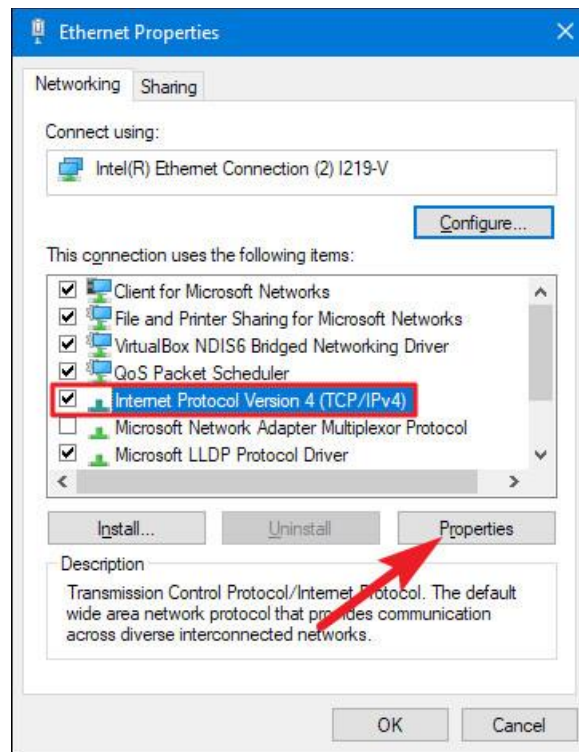 Ethernet Properties
Networking
Sharing
Connect using:
Intel(R) Ethernet Connection (2) I219-V
Configure...
This connection uses the following items:
Client for Microsoft Networks
File and Printer Sharing for Microsoft Networks
VirtualBox NDIS6 Bridged Networking Driver
QoS Packet Scheduler
Internet Protocol Version 4 (TCP/IPv4)
Microsoft Network Adapter Multiplexor Protocol
Microsoft LLDP Protocol Driver
Install...
Uninstall
Properties
Description
Transmission Control Protocol/Internet Protocol. The default
wide area network protocol that provides communication
across diverse interconnected networks.
OK
Cancel